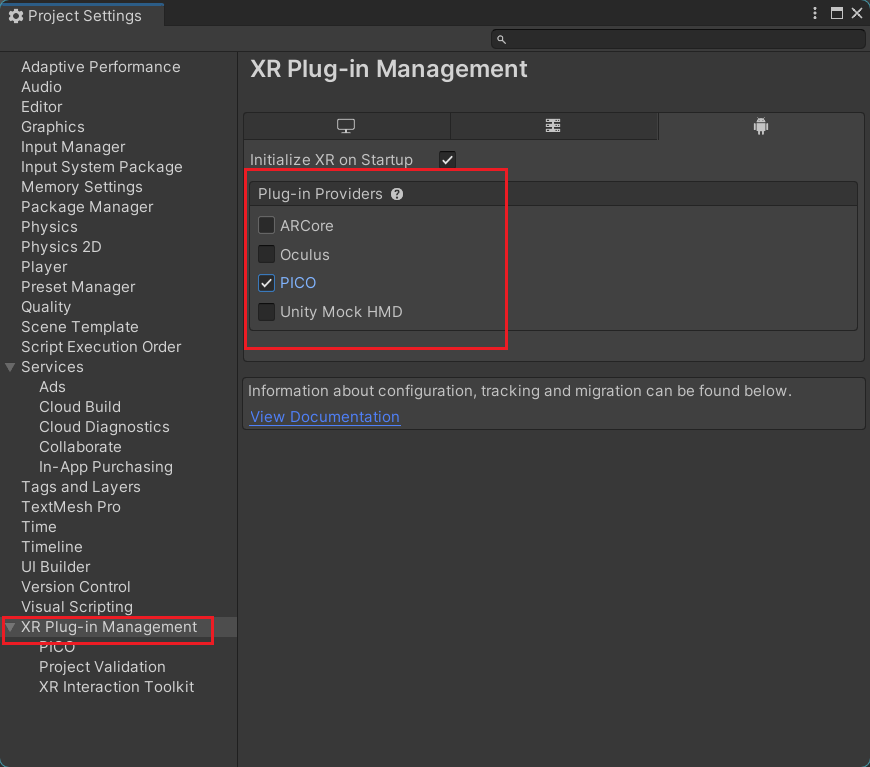 Project Settings
Adaptive Performance
Audio
Editor
Graphics
Input Manager
Input System Package
Memory Settings
Package Manager
Physics
Physics 2D
Player
Preset Manager
Quality
Scene Template
Script Execution Order
Services
Ads
Cloud Build
Cloud Diagnostics
Collaborate
In-App Purchasing
Tags and Layers
TextMesh Pro
Time
Timeline
UI Builder
Version Control
Visual Scripting
XR Plug-in Management
PICO
Project Validation
XR Interaction Toolkit
XR Plug-in Management
Initialize XR on Startup
Plug-in Providers
ARCore
Oculus
PICO
Unity Mock HMD
Information about configuration, tracking and migration can be found below.
View Documentation